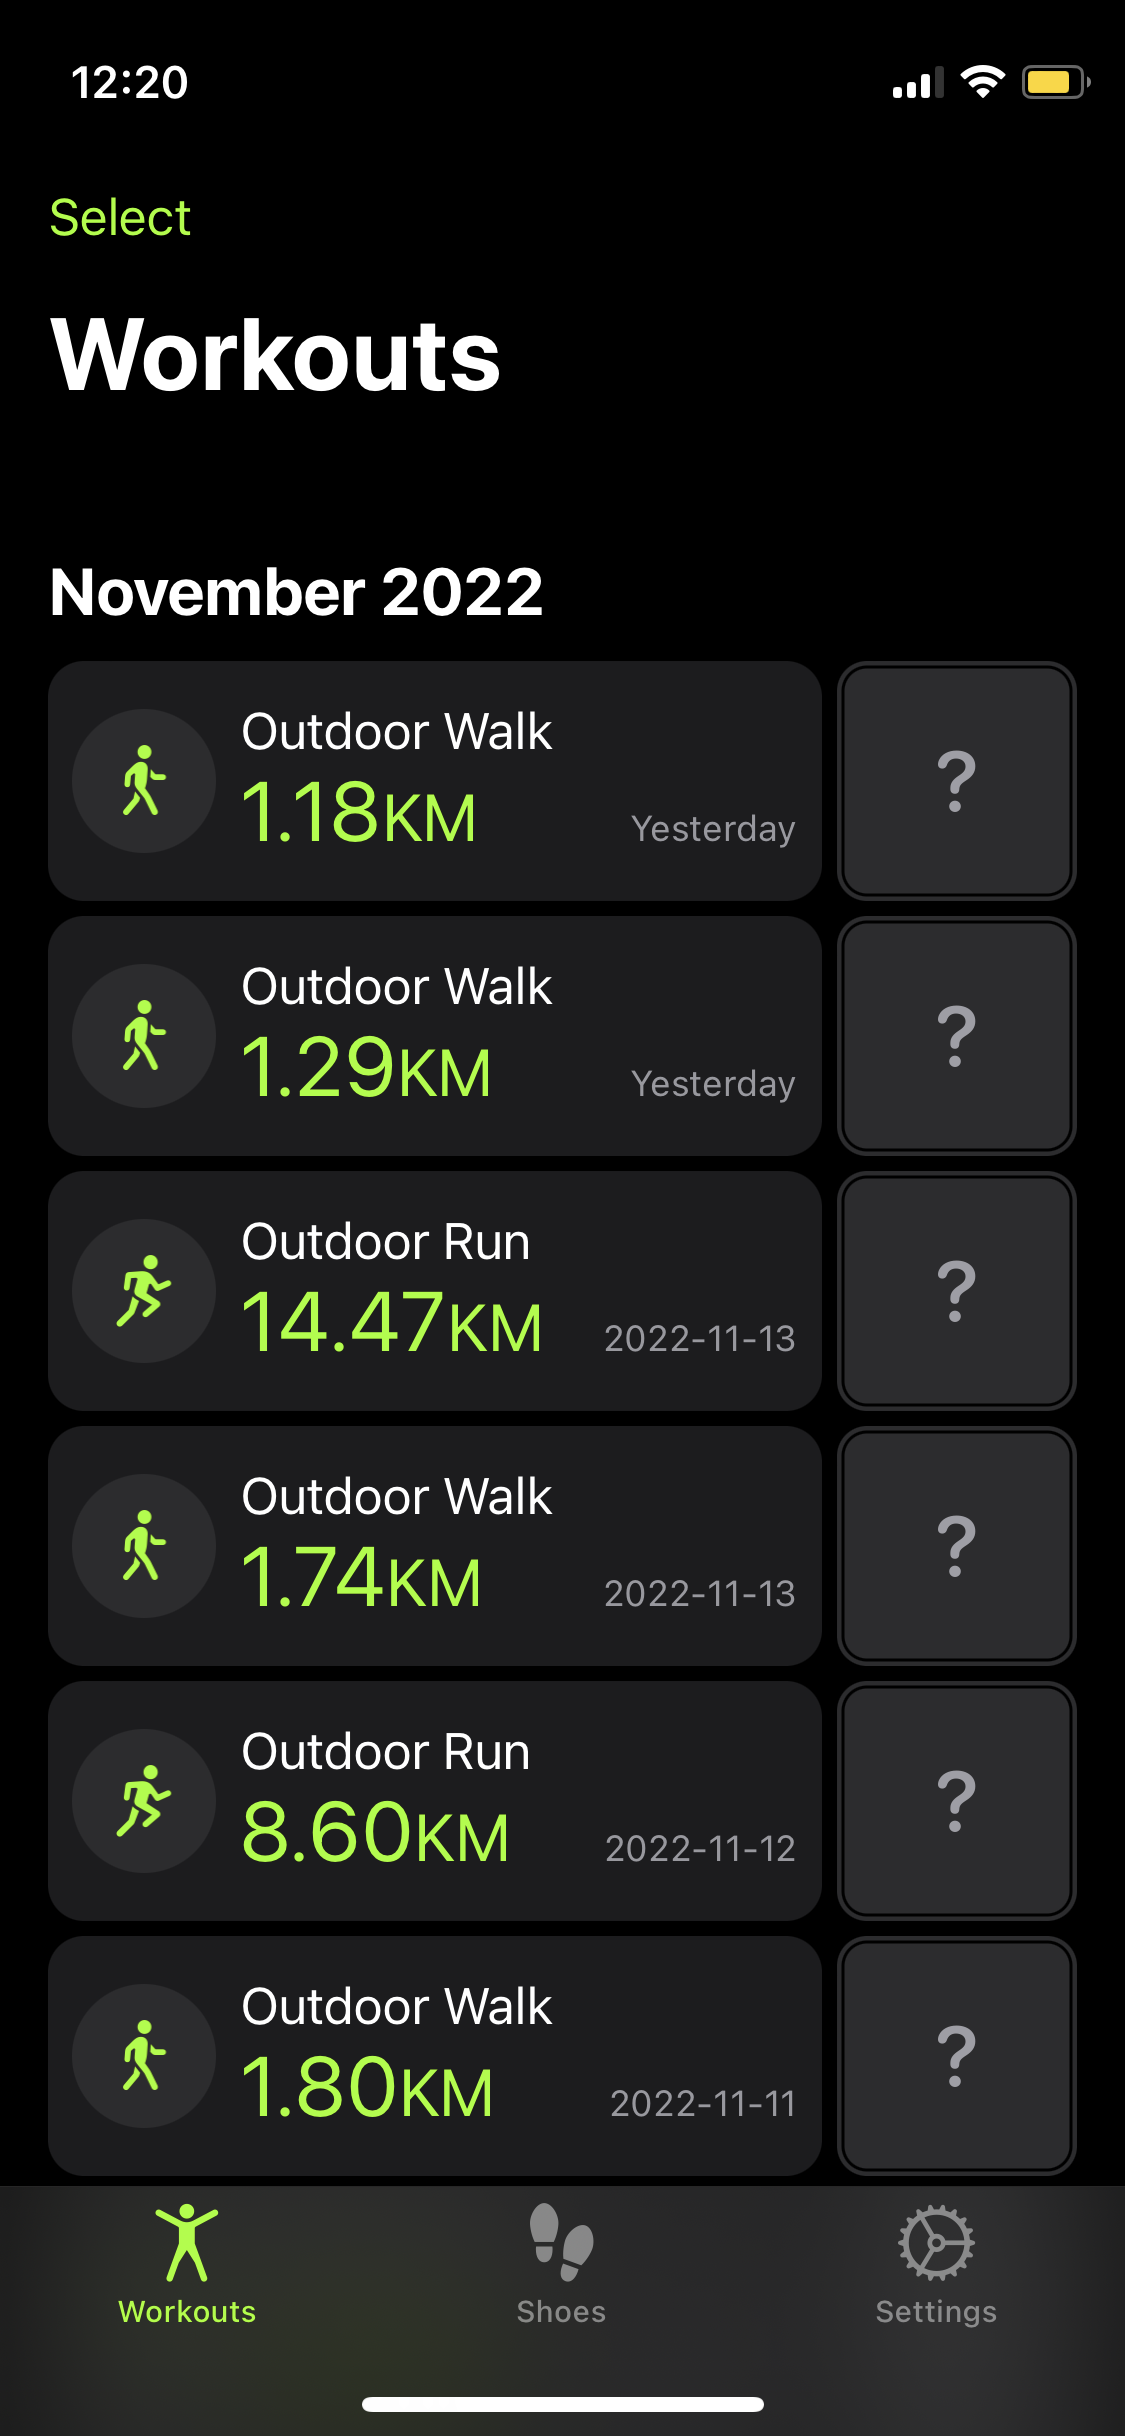 12:20
Select
Workouts
November 2022
Outdoor Walk
1.18KM
Yesterday
?
Outdoor Walk
1.29KM
Yesterday
?
Outdoor Run
14.47KM
2022-11-13
?
Outdoor Walk
1.74KM
2022-11-13
?
Outdoor Run
8.60KM
2022-11-12
?
Outdoor Walk
1.80KM
2022-11-11
?
Workouts
Shoes
Settings